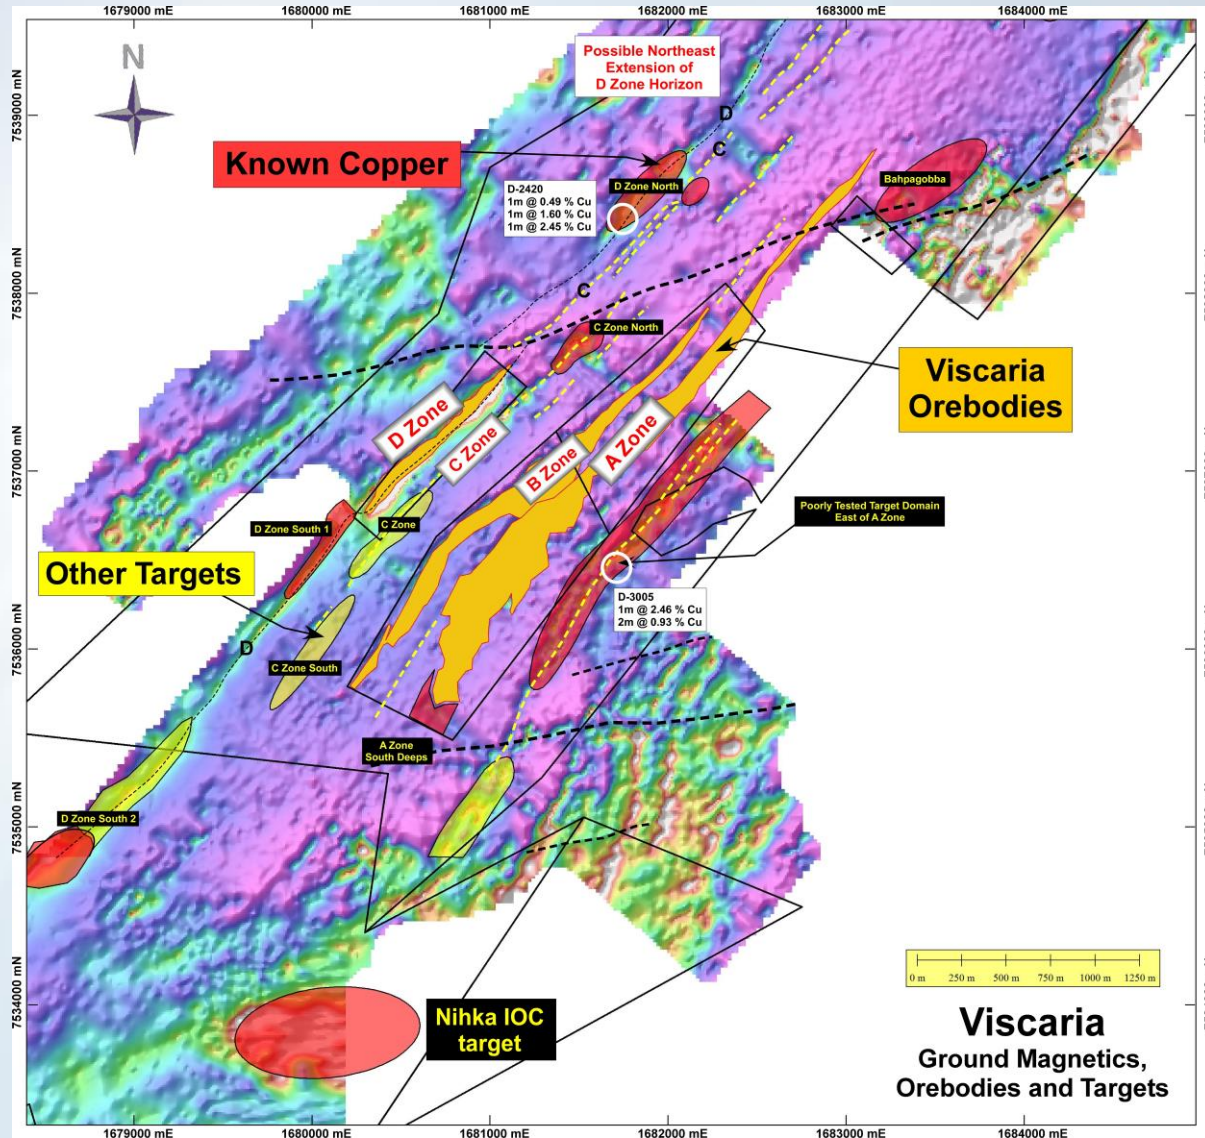 1679000 mE
1680000 mE
1681000 mE
1682000 mE
1683000 mE
1684000 mE
N
Possible Northeast
Extension of
D Zone Horizon
7539000 mN
D
C
Known Copper
D Zone North
Bahpagobba
D-2420
1m @ 0.49 % Cu
1m @ 1.60 % Cu
1m @ 2.45 % Cu
7538000 mN
C
C Zone North
Viscaria
Orebodies
D Zone
C Zone
B Zone
A Zone
7537000 mN
Poorly Tested Target Domain
East of A Zone
D Zone South 1
C Zone
Other Targets
D-3005
1m @ 2.46 % Cu
2m @ 0.93 % Cu
7536000 mN
D
C Zone South
A Zone
South Deeps
D Zone South 2
7535000 mN
0 m
250 m
500 m
750 m
1000 m
1250 m
7534000 mN
Nihka IOC
target
Viscaria
Ground Magnetics,
Orebodies and Targets
1679000 mE
1680000 mE
1681000 mE
1682000 mE
1683000 mE
1684000 mE